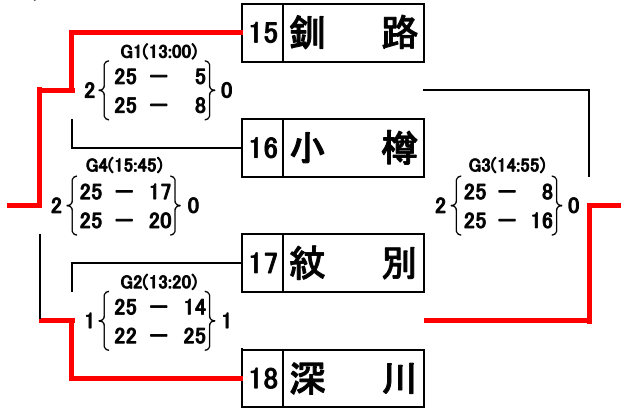 15 釧 路
G1(13:00)
2 25 － 5 0
25 － 8
16 小 樽
G4(15:45)
2 25 － 17 0
25 － 20
G3(14:55)
2 25 － 8 0
25 － 16
17 紋 別
G2(13:20)
1 25 － 14 1
22 － 25
18 深 川